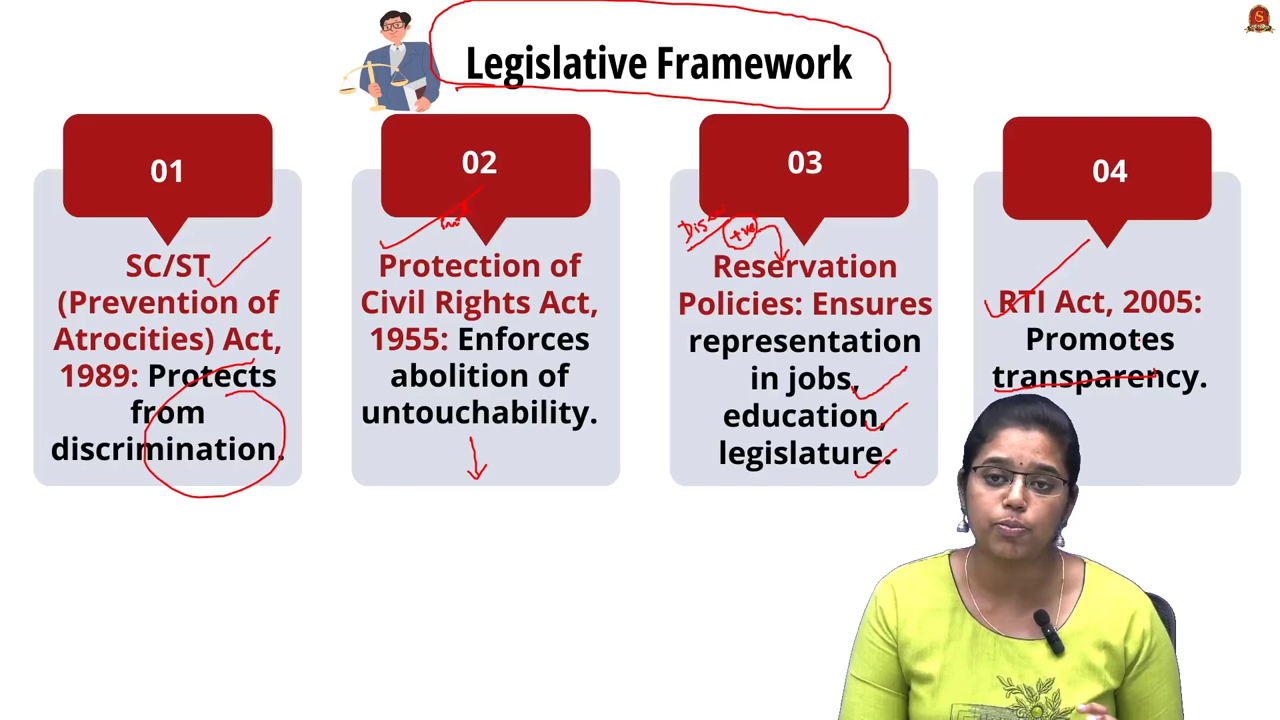 Legislative Framework
01
SC/ST
(Prevention of
Atrocities) Act,
1989: Protects
from
discrimination.
02
Protection of
Civil Rights Act,
1955: Enforces
abolition of
untouchability.
03
+ve
Reservation
Policies: Ensures
representation
in jobs,
education,
legislature.
04
RTI Act, 2005:
Promotes
transparency.